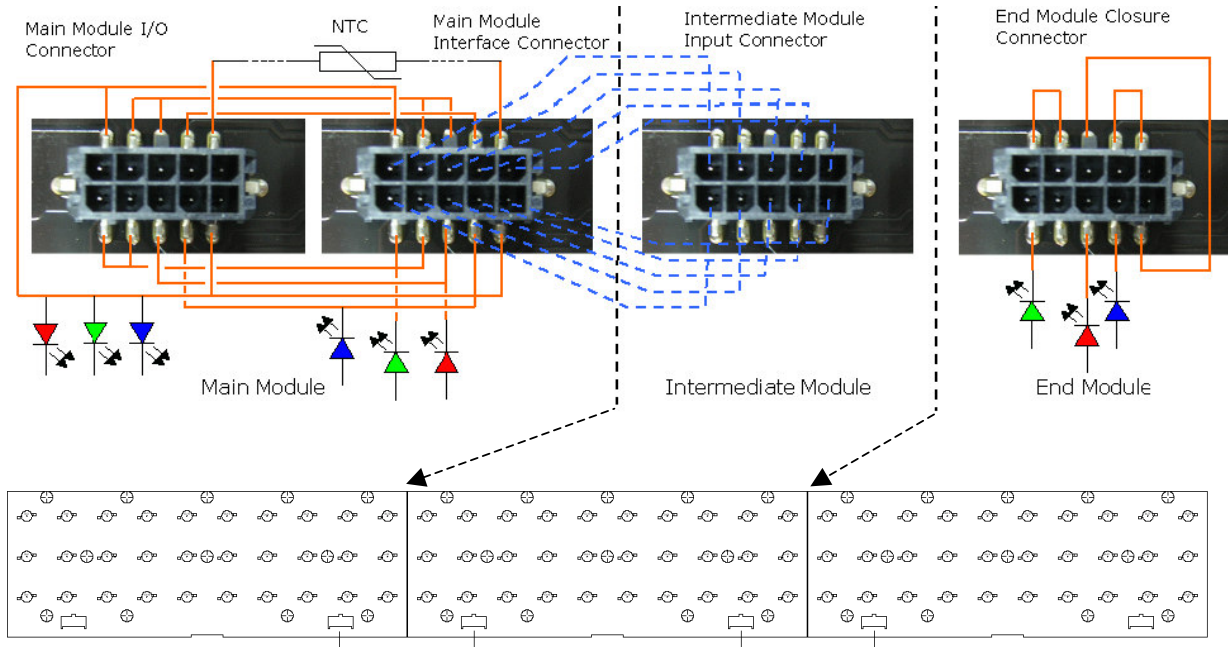 Main Module I/O
Connector
NTC
Main Module
Interface Connector
Intermediate Module
Input Connector
End Module Closure
Connector
Main Module
Intermediate Module
End Module